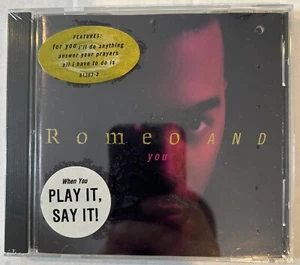 FEATURES:
for you i'll do anything
answer your prayers
all i have to do is
Romeo AND
you
When You
PLAY IT,
SAY IT!